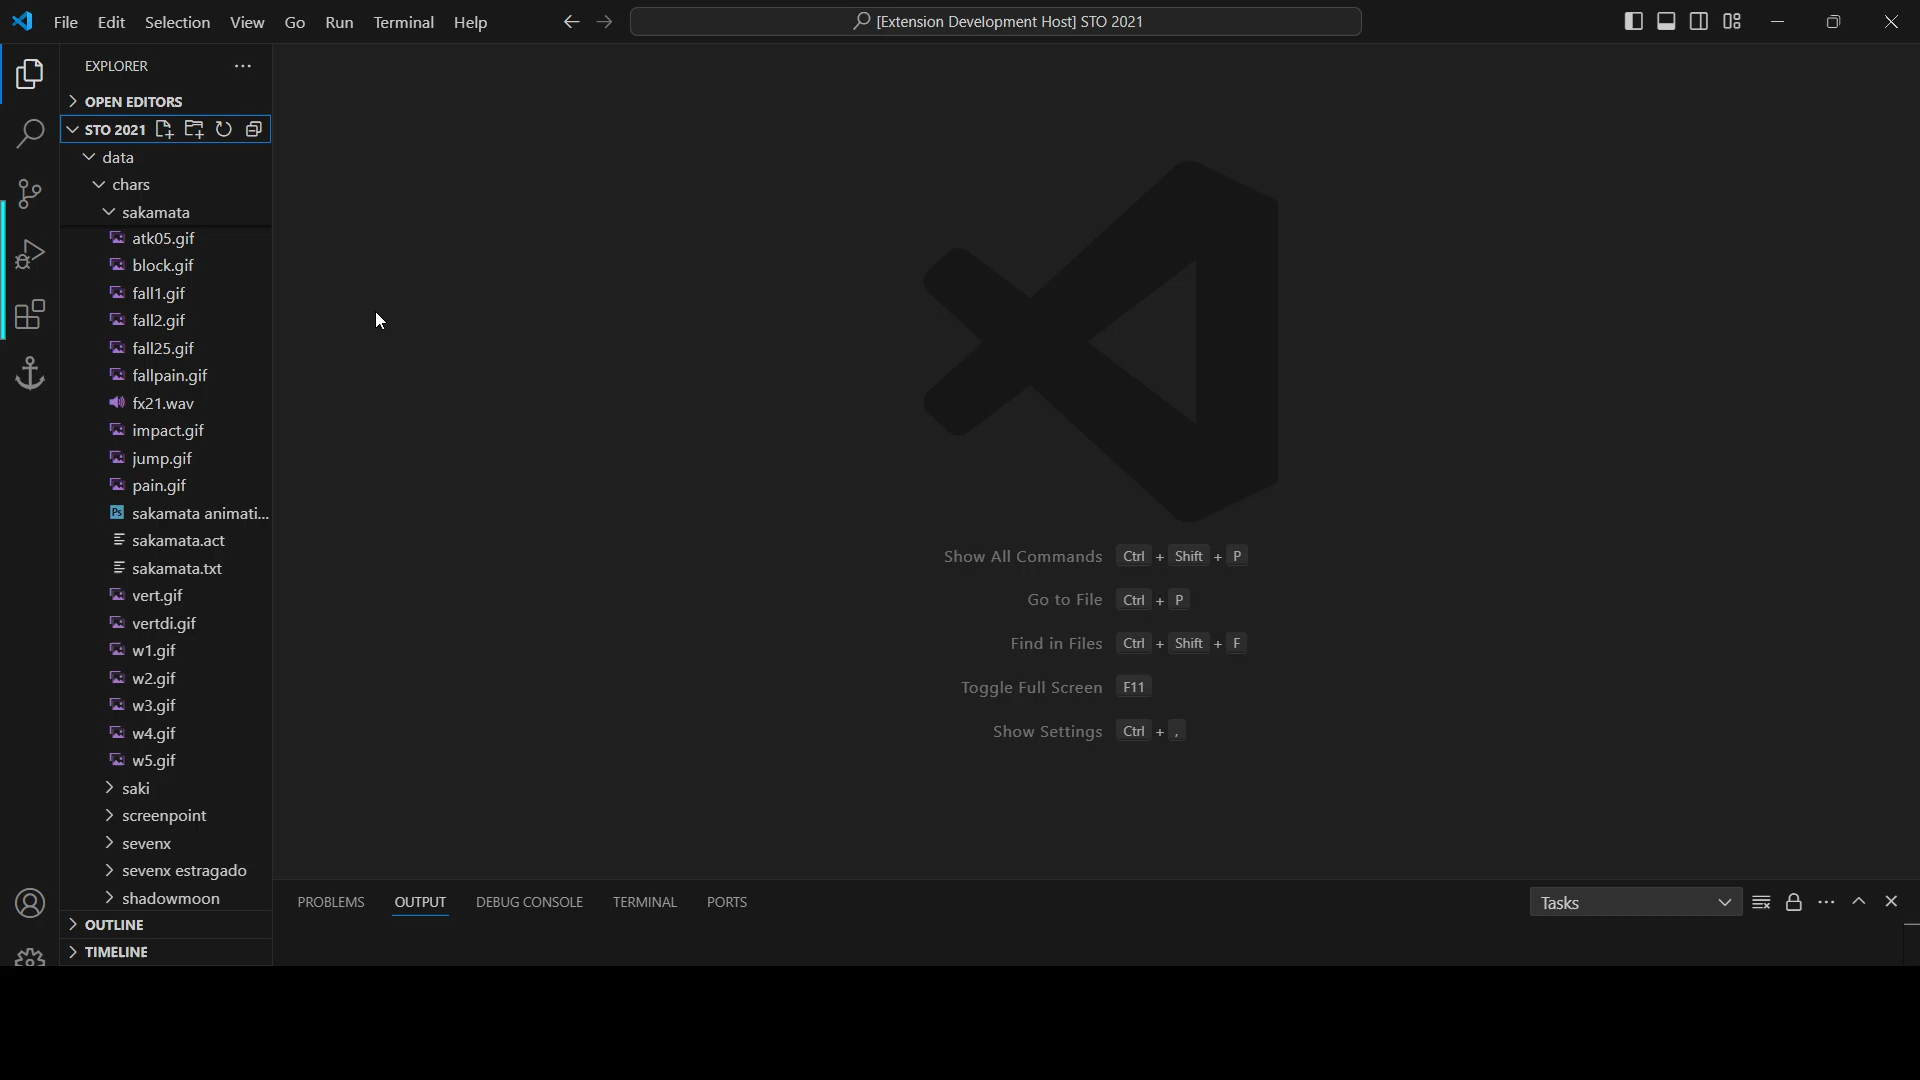 File Edit Selection View Go Run Terminal Help
[Extension Development Host] STO 2021
EXPLORER
OPEN EDITORS
STO 2021
data
chars
sakamata
atk05.gif
block.gif
fall1.gif
fall2.gif
fall25.gif
fallpain.gif
fx21.wav
impact.gif
jump.gif
pain.gif
Ps sakamata animati...
sakamata.act
sakamata.txt
vert.gif
vertdi.gif
w1.gif
w2.gif
w3.gif
w4.gif
w5.gif
saki
screenpoint
sevenx
sevenx estragado
shadowmoon
OUTLINE
TIMELINE
Show All Commands Ctrl + Shift + P
Go to File Ctrl + P
Find in Files Ctrl + Shift + F
Toggle Full Screen F11
Show Settings Ctrl + ,
PROBLEMS OUTPUT DEBUG CONSOLE TERMINAL PORTS
Tasks